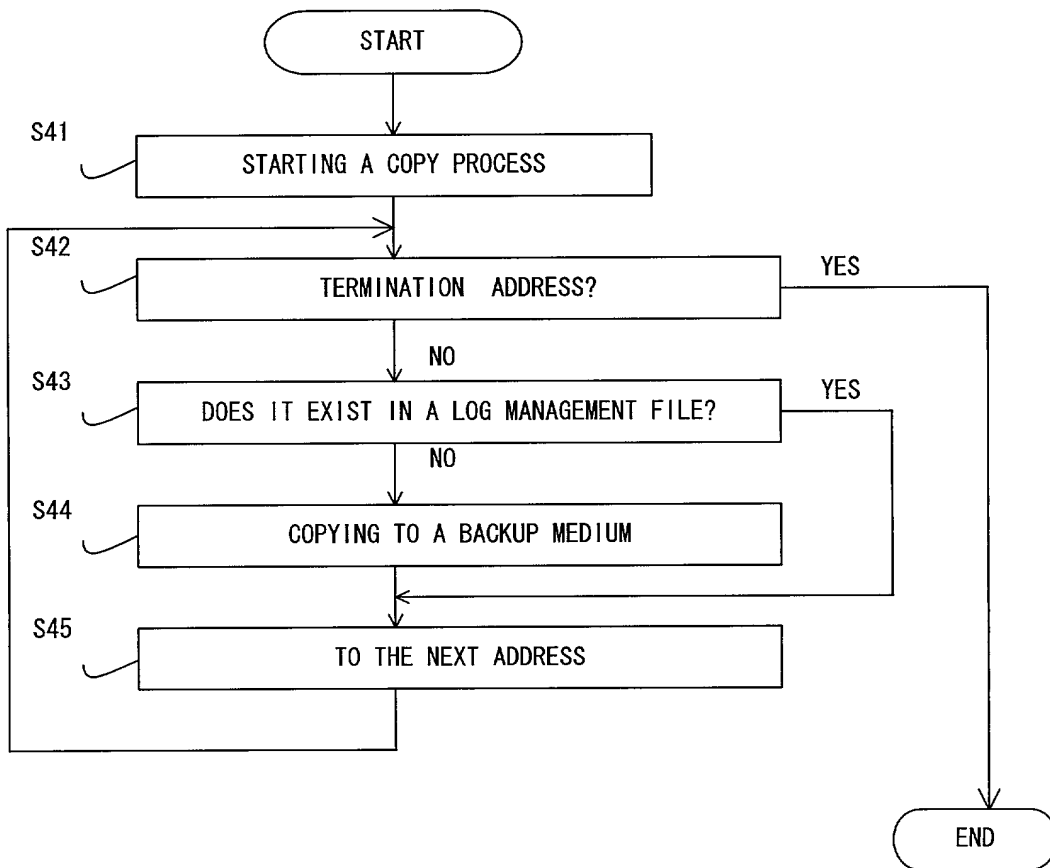 START
S41
STARTING A COPY PROCESS
S42
TERMINATION ADDRESS?
YES
NO
S43
DOES IT EXIST IN A LOG MANAGEMENT FILE?
YES
NO
S44
COPYING TO A BACKUP MEDIUM
S45
TO THE NEXT ADDRESS
END